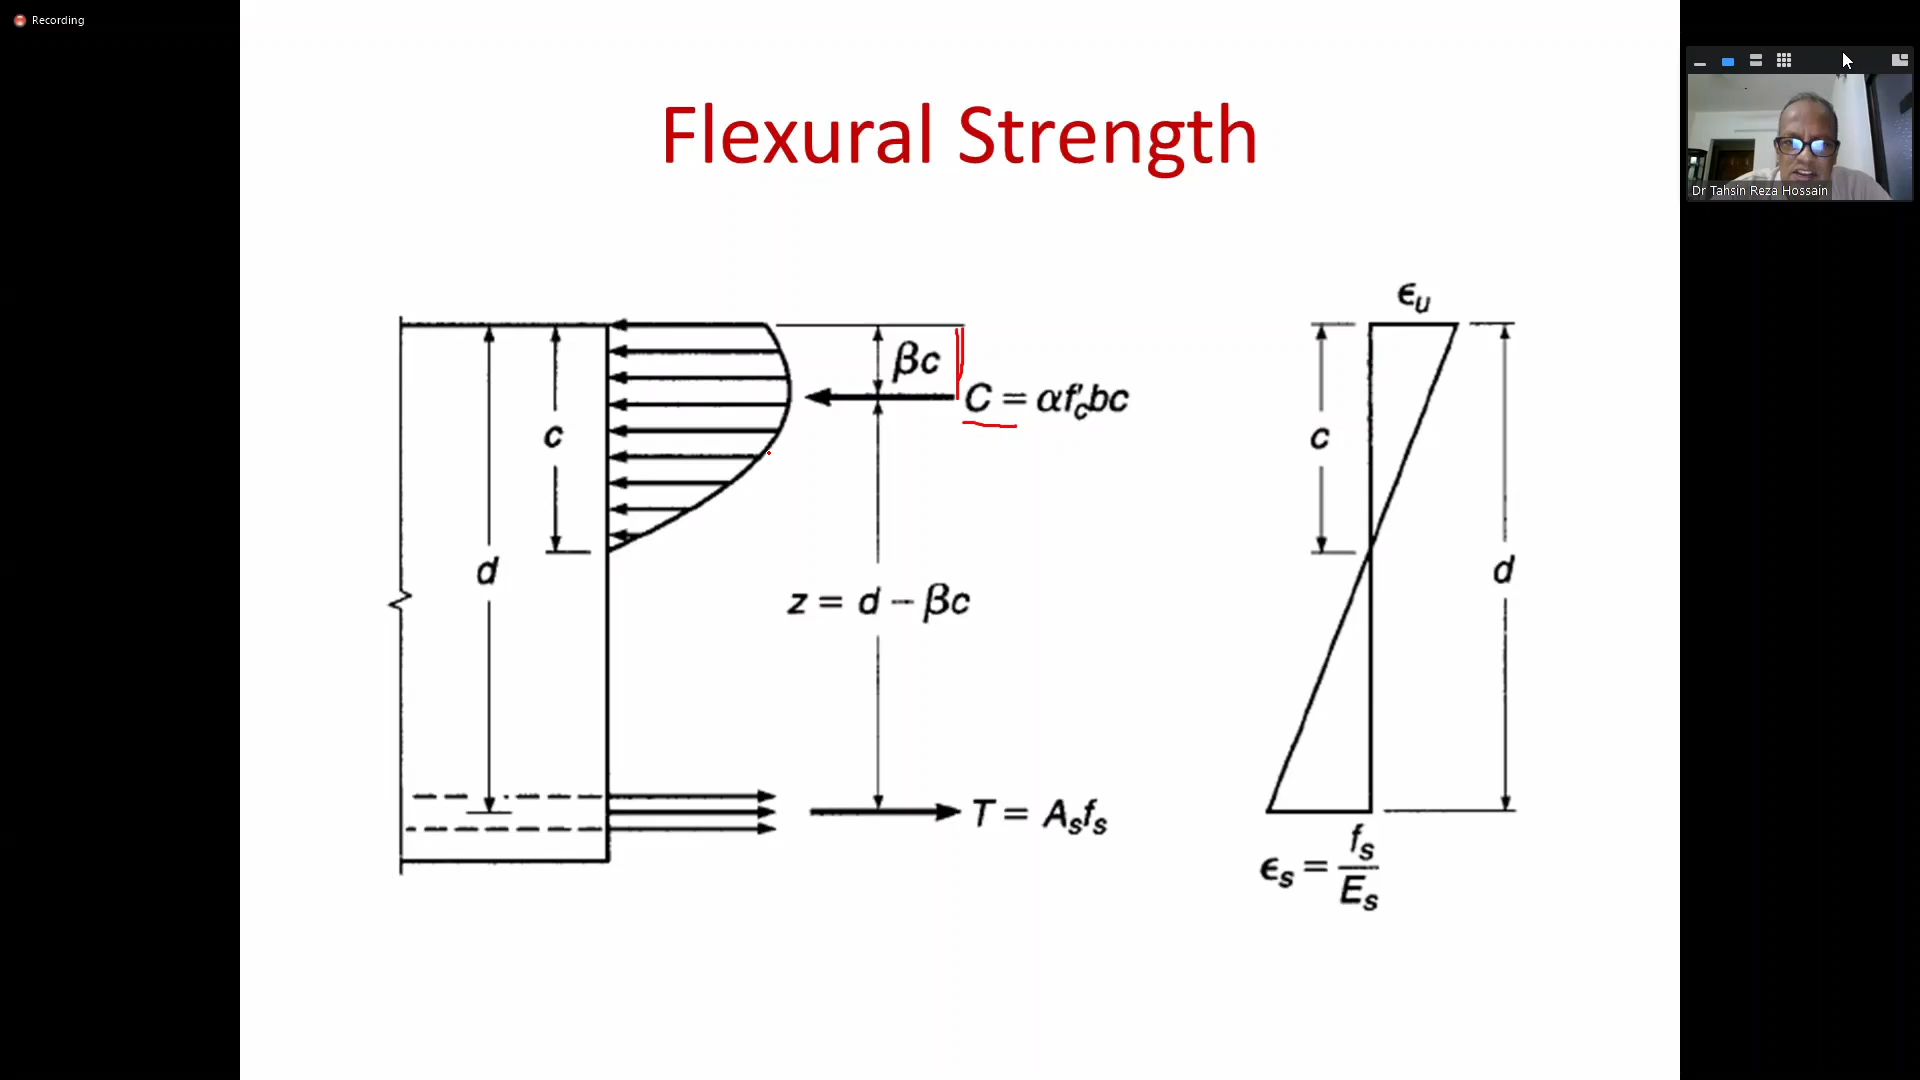 Recording
Dr Tahsin Reza Hossain
Flexural Strength
ϵu
βc
C = αf'cbc
c
c
d
d
z = d − βc
T = Asfs
ϵs = fs/Es